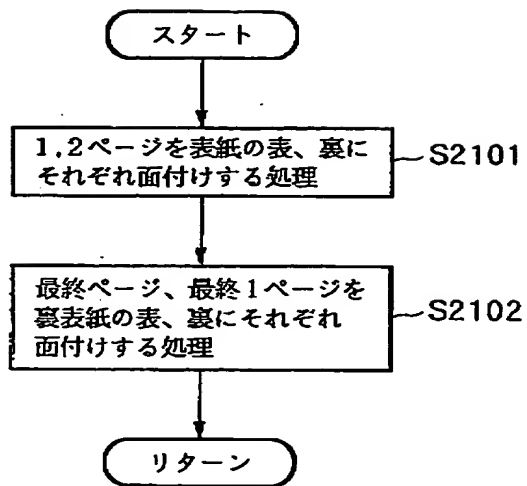 スタート
1,2ページを表紙の表、裏に
それぞれ面付けする処理
S2101
最終ページ、最終1ページを
裏表紙の表、裏にそれぞれ
面付けする処理
S2102
リターン